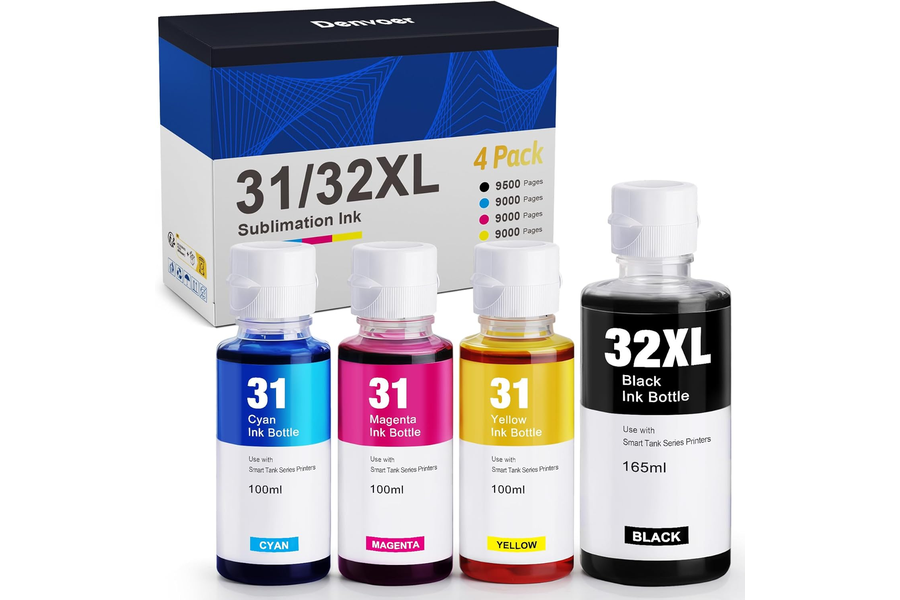 Denvoer
31/32XL
Sublimation Ink
4 Pack
9500 Pages
9000 Pages
9000 Pages
9000 Pages
31
Cyan
Ink Bottle
Use with
Smart Tank Series Printers
100ml
CYAN
31
Magenta
Ink Bottle
Use with
Smart Tank Series Printers
100ml
MAGENTA
31
Yellow
Ink Bottle
Use with
Smart Tank Series Printers
100ml
YELLOW
32XL
Black
Ink Bottle
Use with
Smart Tank Series Printers
165ml
BLACK